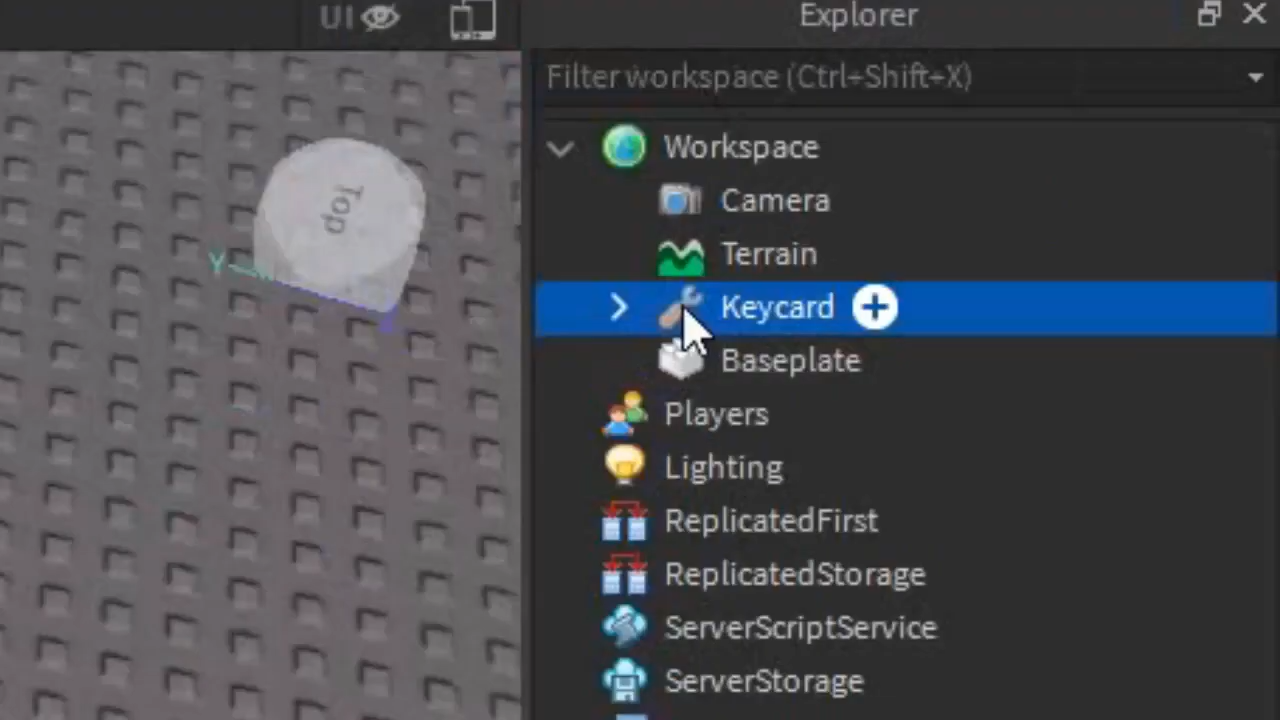 UI
Explorer
Filter workspace (Ctrl+Shift+X)
Workspace
Camera
Top
Terrain
Y
Keycard
Baseplate
Players
Lighting
ReplicatedFirst
ReplicatedStorage
ServerScriptService
ServerStorage